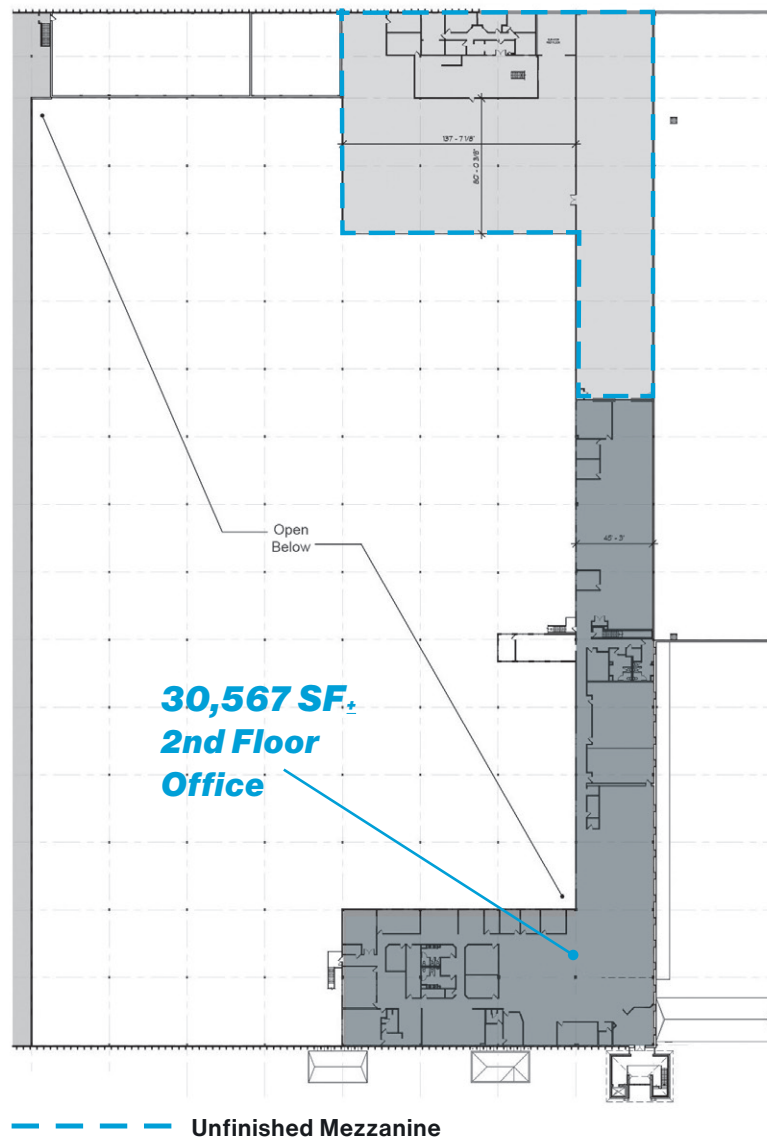 137' - 7 1/8"
80' - 0 3/8"
Open
Below
45' - 3"
30,567 SF±
2nd Floor
Office
Unfinished Mezzanine